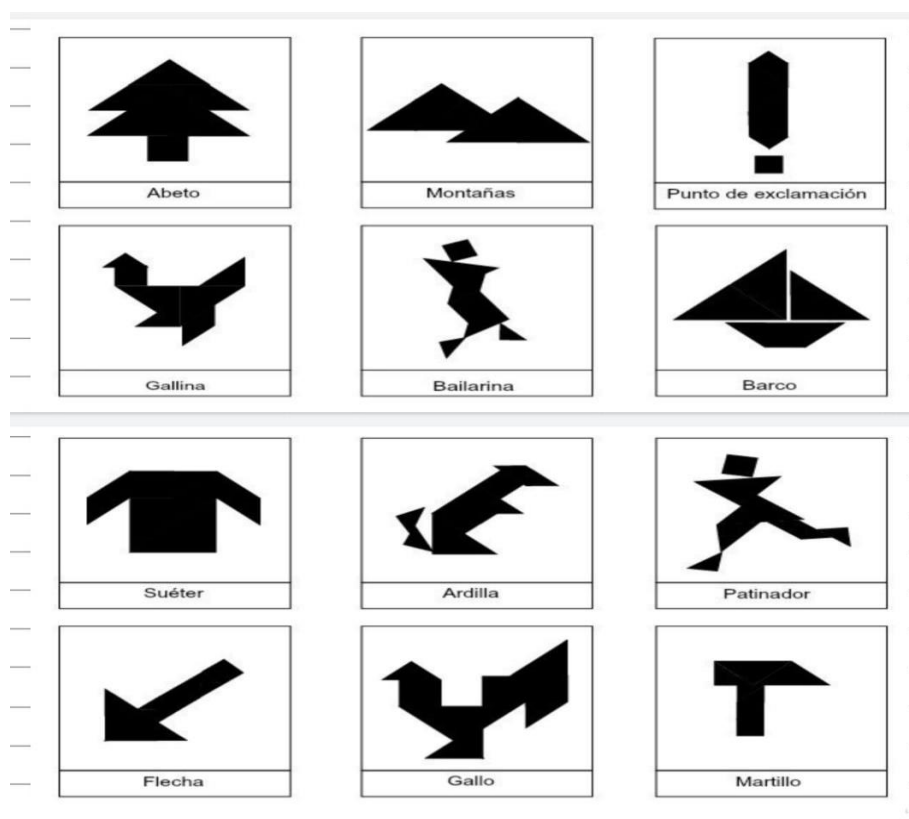 Abeto
Montañas
Punto de exclamación
Gallina
Bailarina
Barco
Suéter
Ardilla
Patinador
Flecha
Gallo
Martillo